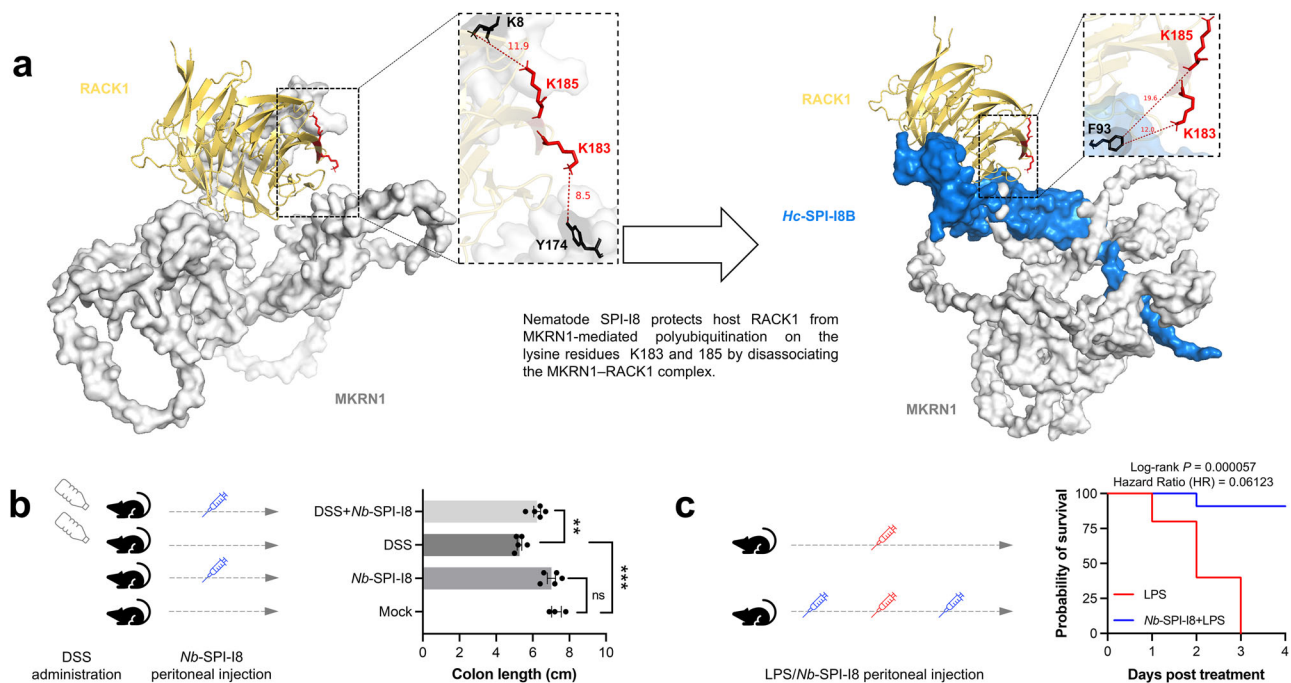 a
RACK1
K8
11.9
K185
K183
8.5
Y174
MKRN1
Nematode SPI-I8 protects host RACK1 from
MKRN1-mediated polyubiquitination on the
lysine residues K183 and 185 by disassociating
the MKRN1–RACK1 complex.
RACK1
K185
19.6
F93
12.0
K183
Hc-SPI-I8B
MKRN1
b
DSS
administration
Nb-SPI-I8
peritoneal injection
DSS+Nb-SPI-I8
DSS
Nb-SPI-I8
Mock
**
***
ns
0 2 4 6 8 10
Colon length (cm)
c
LPS/Nb-SPI-I8 peritoneal injection
Log-rank P = 0.000057
Hazard Ratio (HR) = 0.06123
Probability of survival
100
75
50
25
0
LPS
Nb-SPI-I8+LPS
0 1 2 3 4
Days post treatment